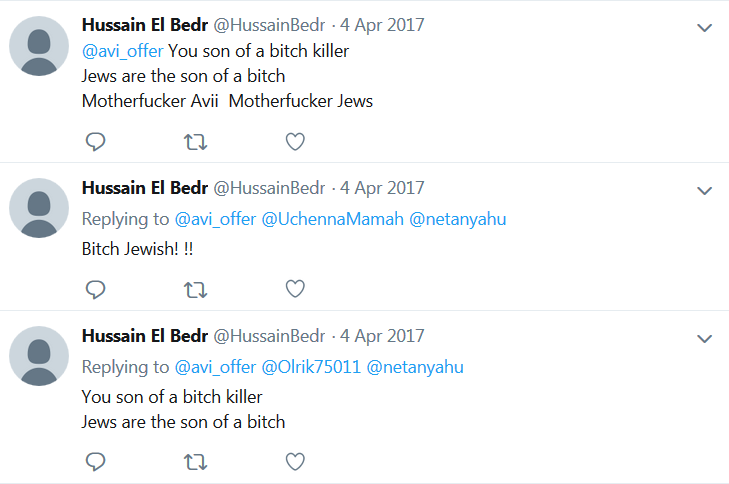 Hussain El Bedr @HussainBedr · 4 Apr 2017
@avi_offer You son of a bitch killer
Jews are the son of a bitch
Motherfucker Avii  Motherfucker Jews
Hussain El Bedr @HussainBedr · 4 Apr 2017
Replying to @avi_offer @UchennaMamah @netanyahu
Bitch Jewish! !!
Hussain El Bedr @HussainBedr · 4 Apr 2017
Replying to @avi_offer @Olrik75011 @netanyahu
You son of a bitch killer
Jews are the son of a bitch